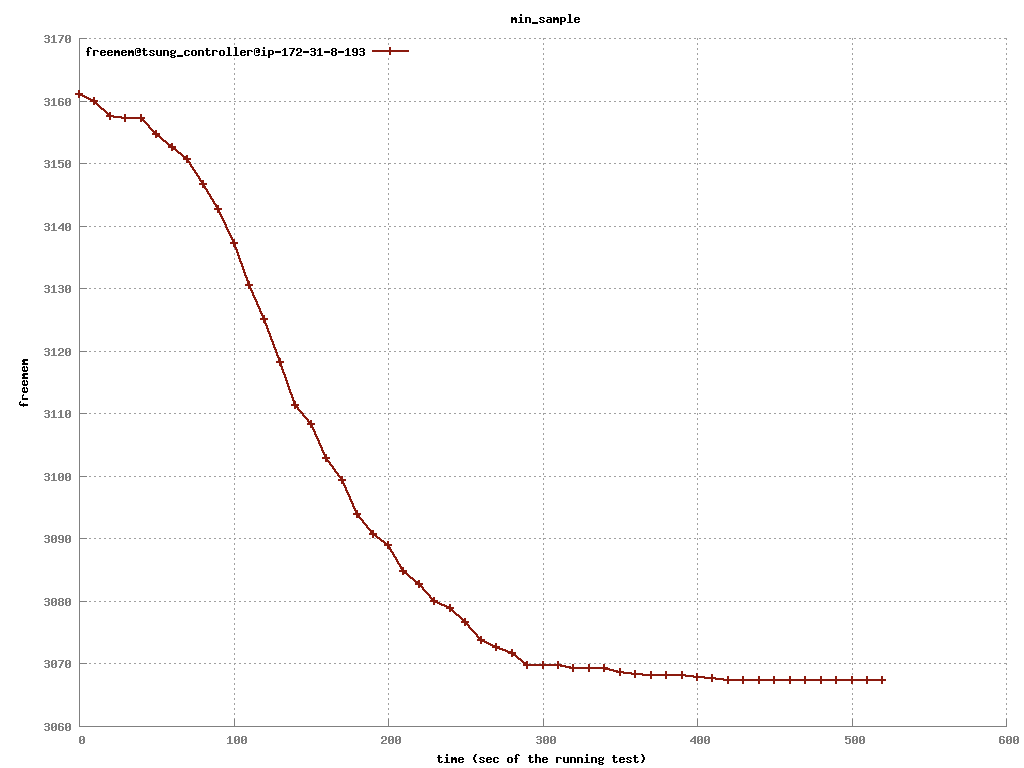 min_sample
freemem@tsung_controller@ip-172-31-8-193
3170
3160
3150
3140
3130
3120
3110
3100
3090
3080
3070
3060
freemem
0 100 200 300 400 500 600
time (sec of the running test)